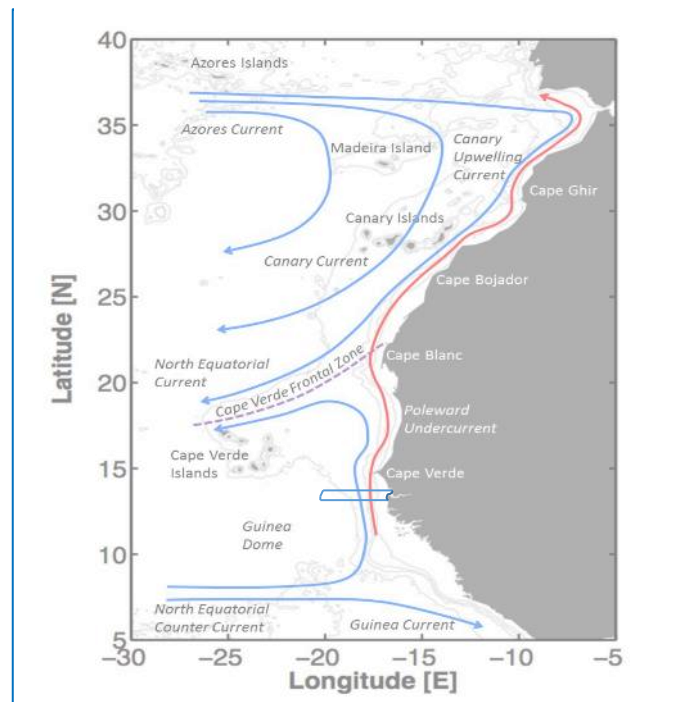 40
Azores Islands
35
Azores Current
Madeira Island
Canary
Upwelling
Current
Cape Ghir
30
Canary Islands
Canary Current
Cape Bojador
25
Latitude [N]
Cape Verde Frontal Zone
Cape Blanc
North Equatorial
Current
20
Poleward
Undercurrent
Cape Verde
Islands
Cape Verde
15
Guinea
Dome
10
North Equatorial
Counter Current
Guinea Current
5
−30
−25
−20
−15
−10
−5
Longitude [E]